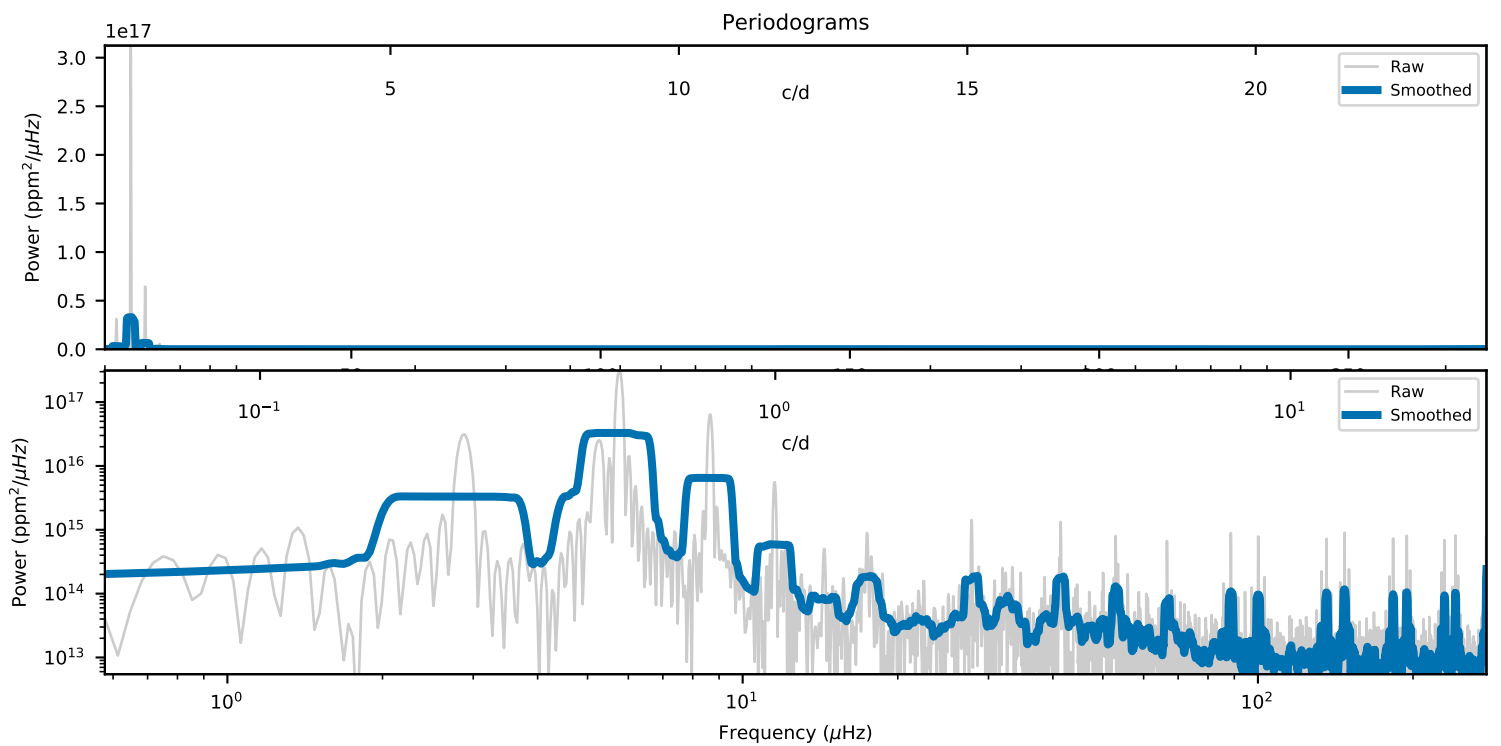 Periodograms
1e17
Power (ppm²/μHz)
3.0
2.5
2.0
1.5
1.0
0.5
0.0
5 10 15 20
c/d
Raw
Smoothed
Power (ppm²/μHz)
10¹⁷
10¹⁶
10¹⁵
10¹⁴
10¹³
10⁻¹ 10⁰ 10¹
c/d
Raw
Smoothed
10⁰ 10¹ 10²
Frequency (μHz)